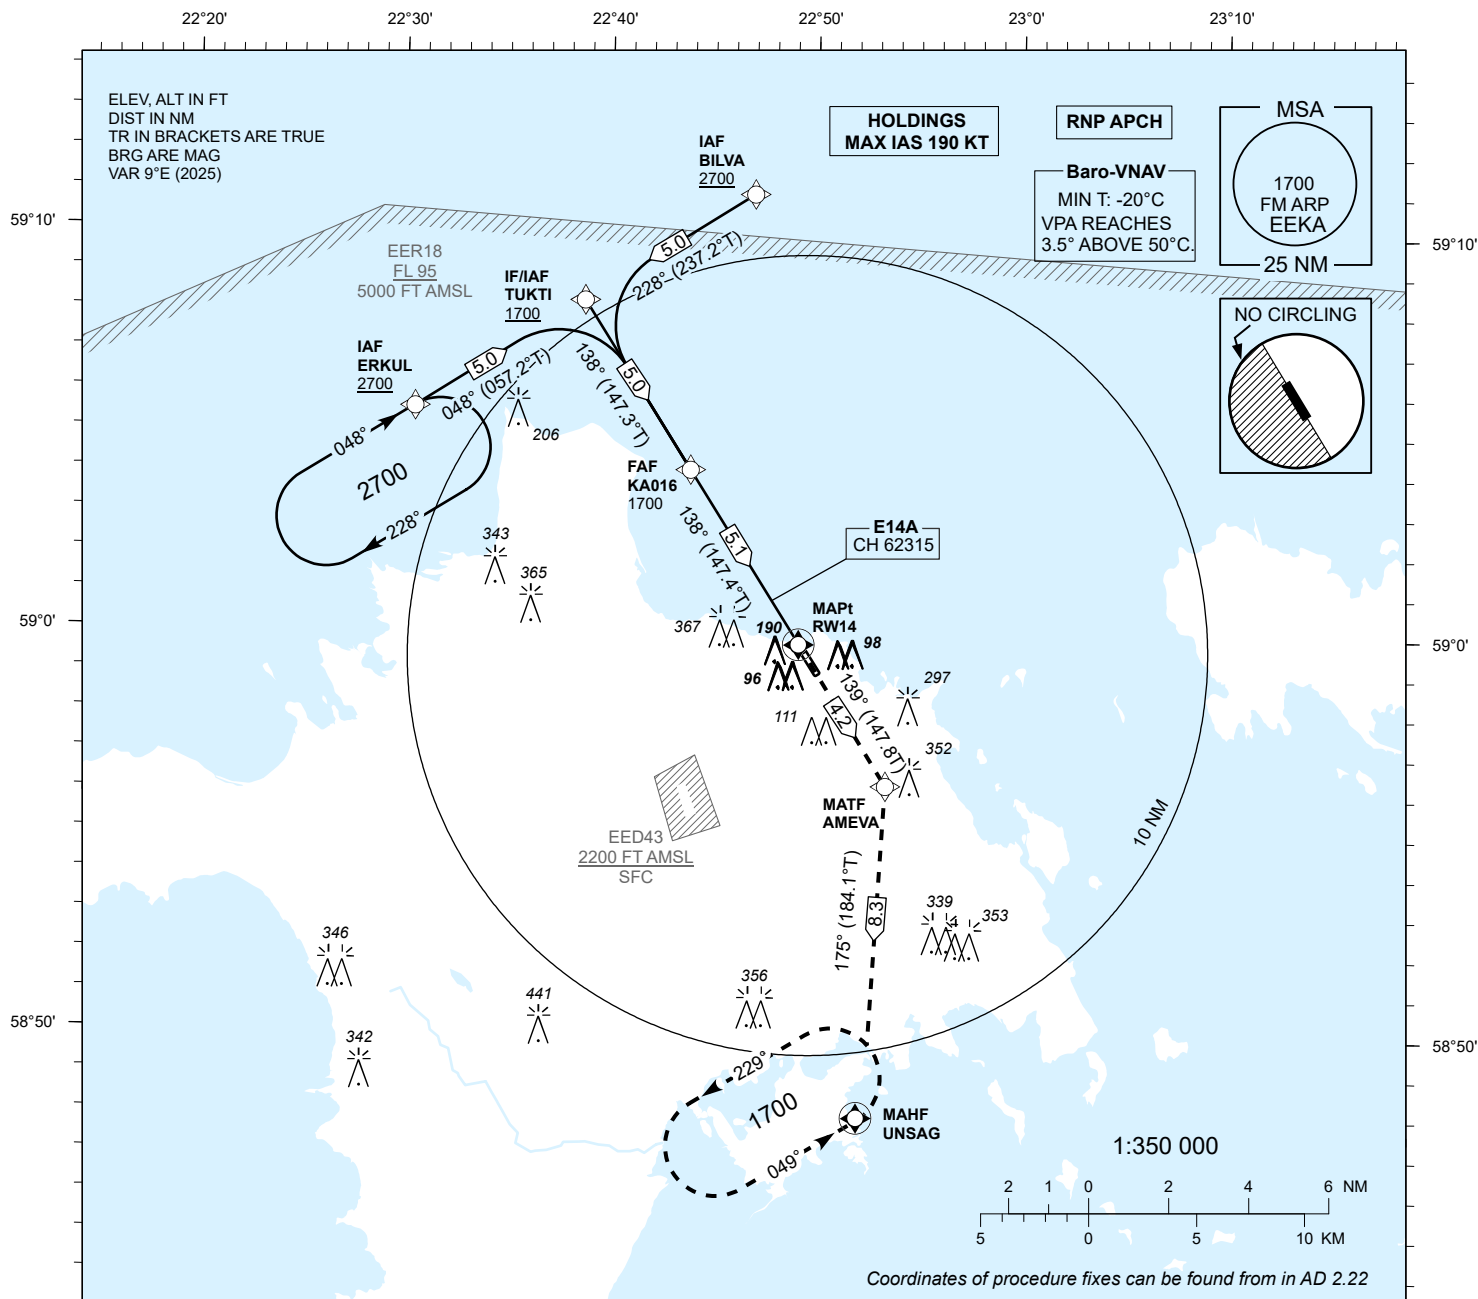 22°20'
22°30'
22°40'
22°50'
23°0'
23°10'
ELEV, ALT IN FT
DIST IN NM
TR IN BRACKETS ARE TRUE
BRG ARE MAG
VAR 9°E (2025)
HOLDINGS
MAX IAS 190 KT
RNP APCH
MSA
1700
FM ARP
EEKA
25 NM
Baro-VNAV
MIN T: -20°C
VPA REACHES
3.5° ABOVE 50°C.
NO CIRCLING
IAF
BILVA
2700
59°10'
59°10'
5.0
228° (237.2°T)
EER18
FL 95
5000 FT AMSL
IF/IAF
TUKTI
1700
IAF
ERKUL
2700
5.0
048° (057.2°T)
138° (147.3°T)
5.0
206
048°
2700
228°
FAF
KA016
1700
138° (147.4°T)
5.1
E14A
CH 62315
343
365
367
190
MAPt
RW14
98
59°0'
59°0'
96
111
139° (147.8T)
4.2
297
352
MATF
AMEVA
EED43
2200 FT AMSL
SFC
10 NM
175° (184.1°T)
8.3
339
353
346
441
356
342
58°50'
58°50'
229°
1700
049°
MAHF
UNSAG
1:350 000
2 1 0 2 4 6 NM
5 0 5 10 KM
Coordinates of procedure fixes can be found from in AD 2.22